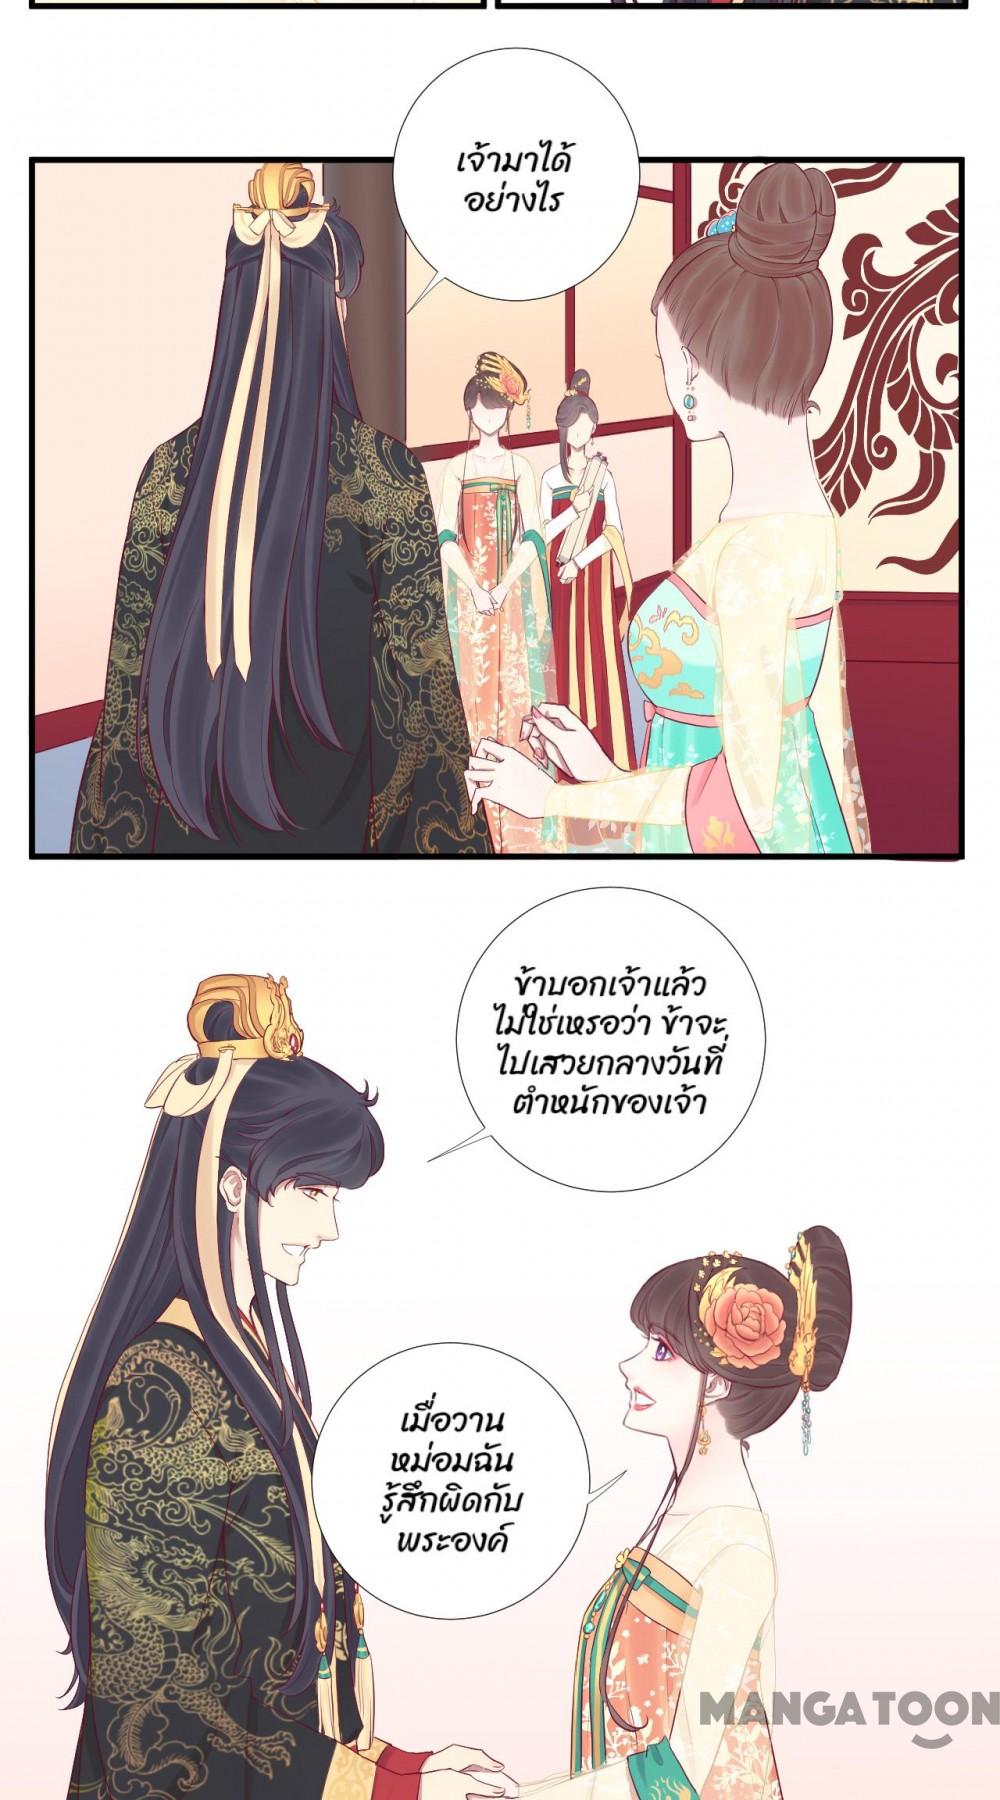 เจ้ามาได้
อย่างไร
ข้าบอกเจ้าแล้ว
ไม่ใช่เหรอว่า ข้าจะ
ไปเสวยกลางวันที่
ตำหนักของเจ้า
เมื่อวาน
หม่อมฉัน
รู้สึกผิดกับ
พระองค์
MANGATOON